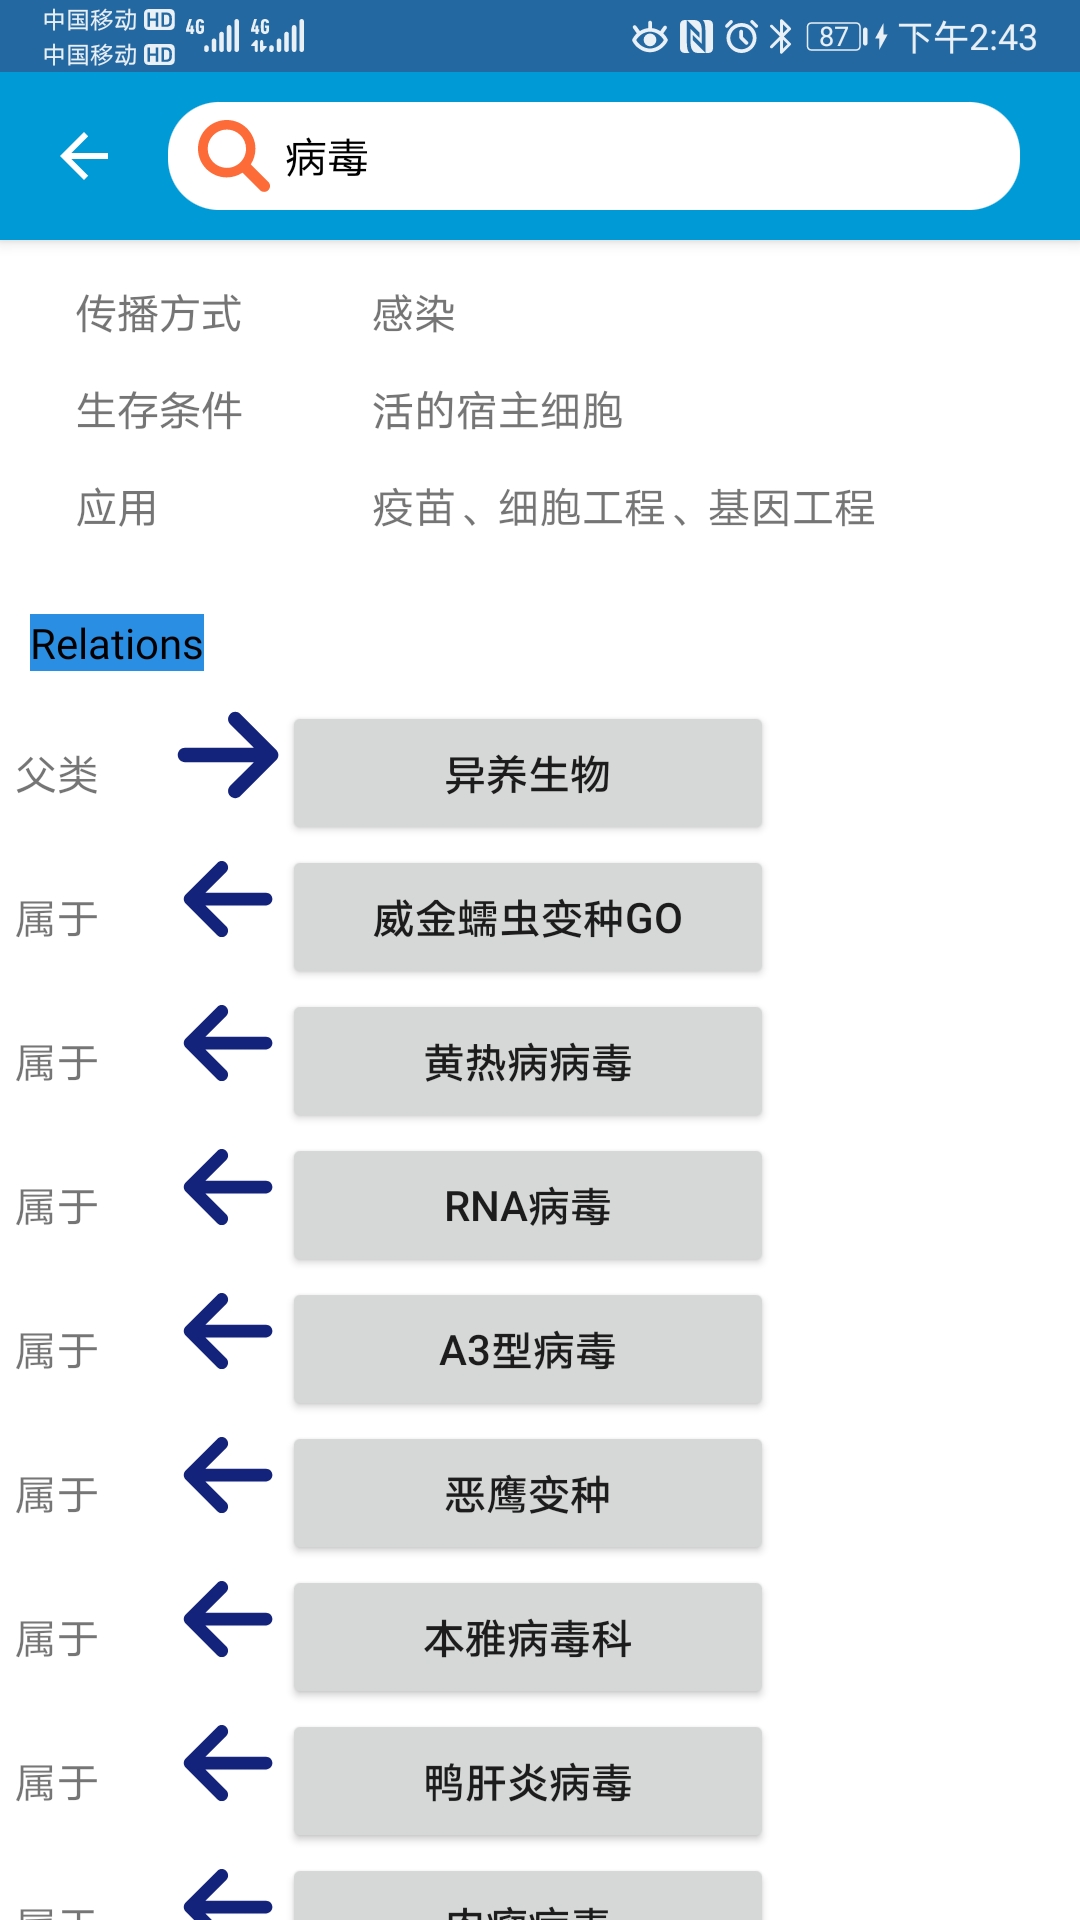 中国移动 HD 4G 4G 87 下午2:43
中国移动 HD
病毒
传播方式 感染
生存条件 活的宿主细胞
应用 疫苗、细胞工程、基因工程
Relations
父类 异养生物
属于 威金蠕虫变种GO
属于 黄热病病毒
属于 RNA病毒
属于 A3型病毒
属于 恶鹰变种
属于 本雅病毒科
属于 鸭肝炎病毒